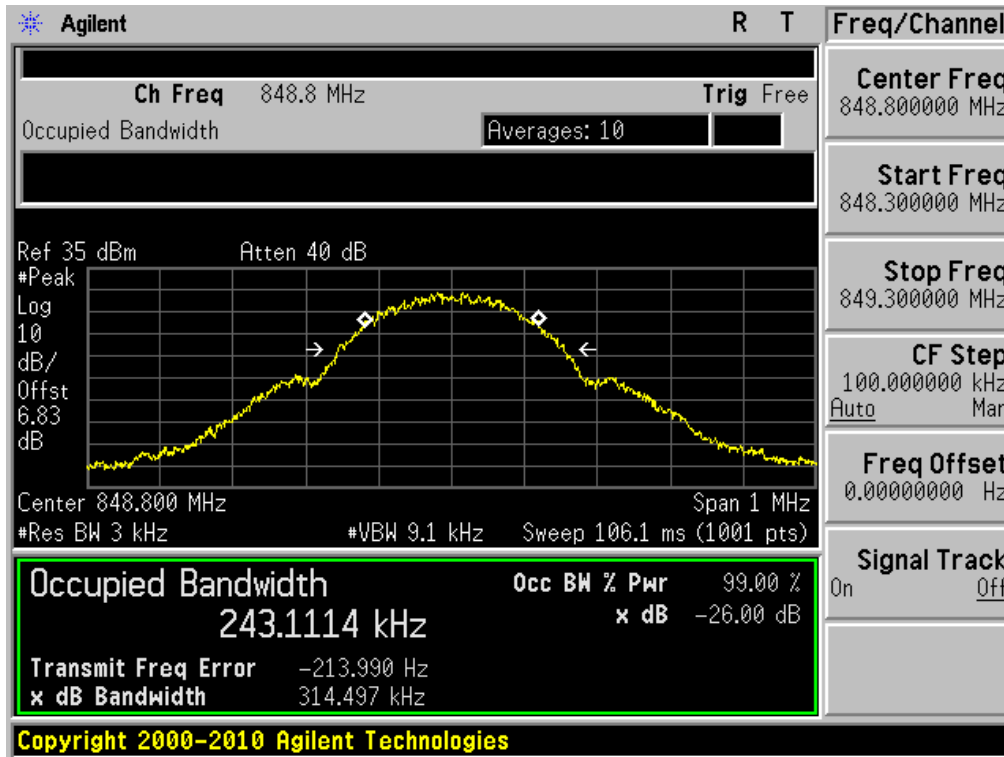 Agilent R T
Freq/Channel
Ch Freq 848.8 MHz Trig Free
Occupied Bandwidth Averages: 10
Center Freq
848.800000 MHz
Start Freq
848.300000 MHz
Stop Freq
849.300000 MHz
CF Step
100.000000 kHz
Auto Man
Freq Offset
0.00000000 Hz
Signal Track
On Off
Ref 35 dBm Atten 40 dB
#Peak
Log
10
dB/
Offst
6.83
dB
Center 848.800 MHz Span 1 MHz
#Res BW 3 kHz #VBW 9.1 kHz Sweep 106.1 ms (1001 pts)
Occupied Bandwidth Occ BW % Pwr 99.00 %
243.1114 kHz x dB -26.00 dB
Transmit Freq Error -213.990 Hz
x dB Bandwidth 314.497 kHz
Copyright 2000-2010 Agilent Technologies